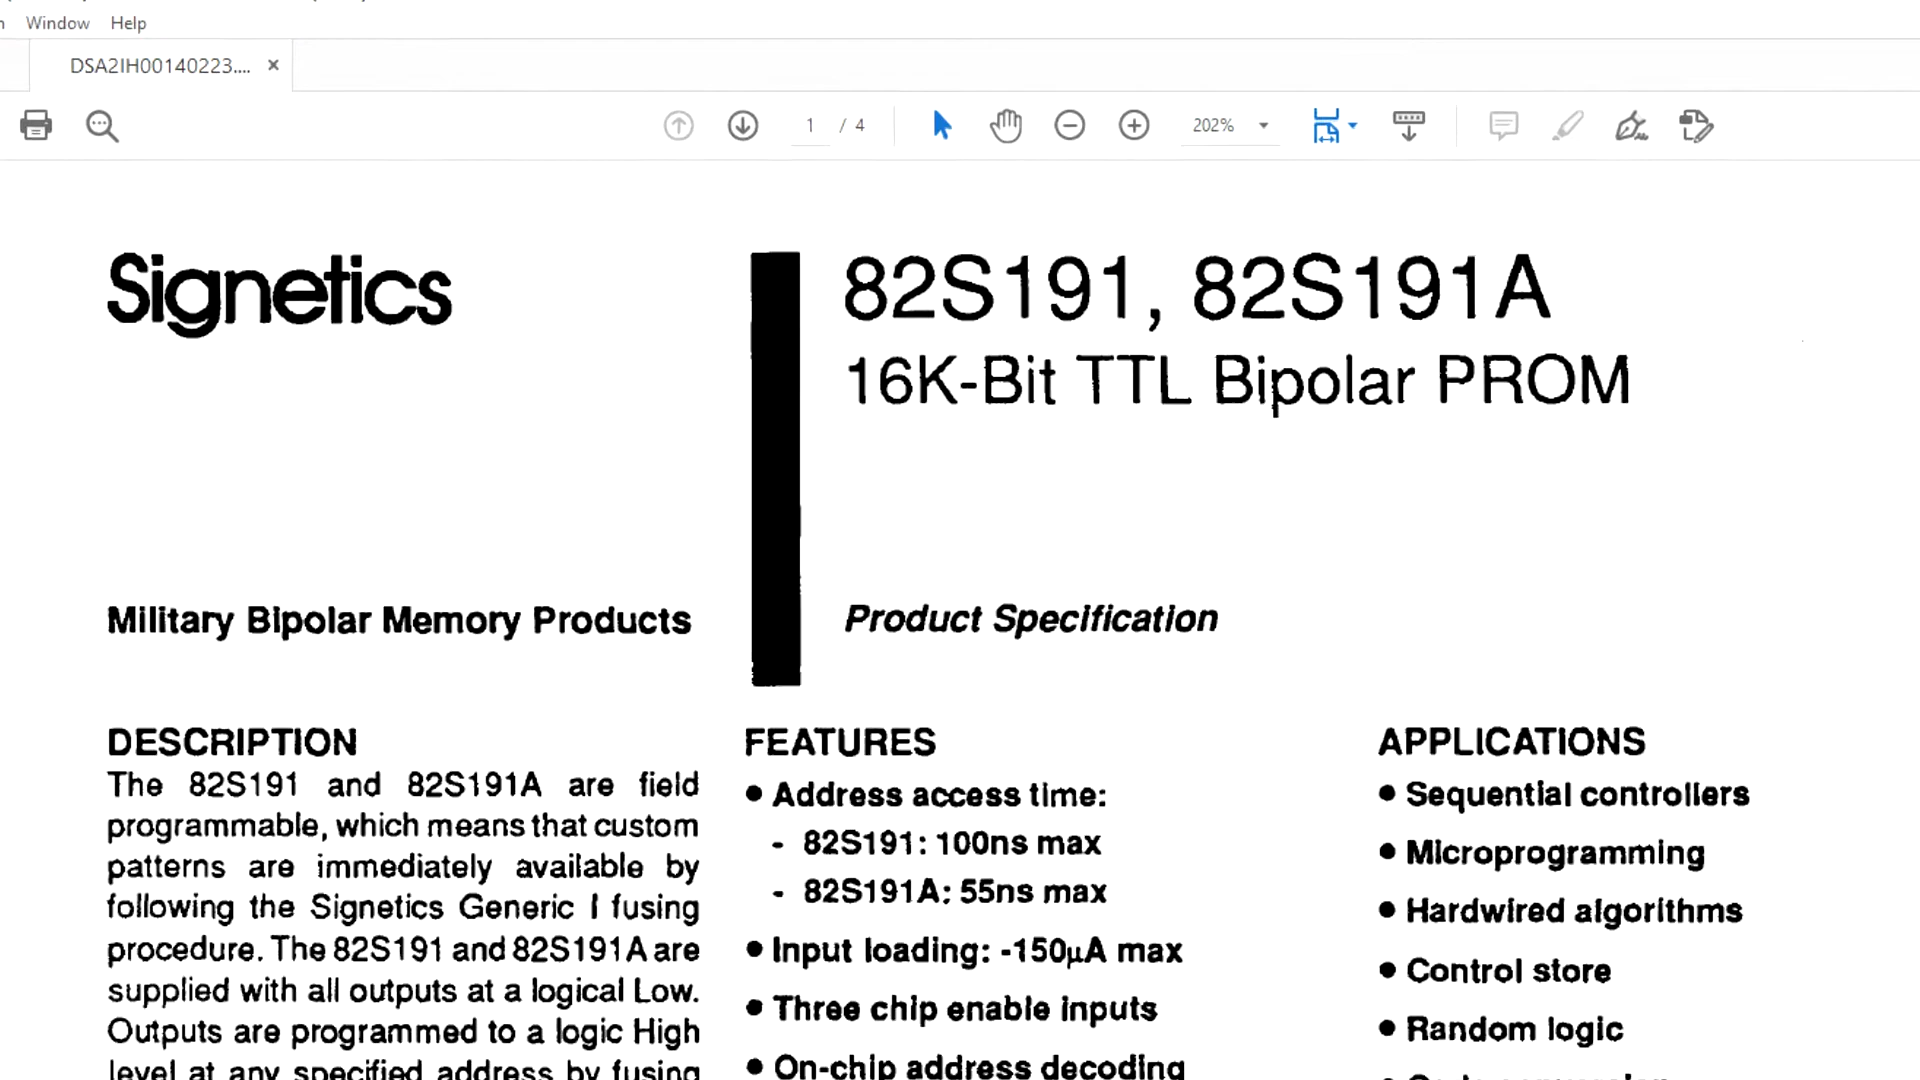 Window Help
DSA2IH00140223....
1 / 4
202%
Signetics
82S191, 82S191A
16K-Bit TTL Bipolar PROM
Military Bipolar Memory Products
Product Specification
DESCRIPTION
The 82S191 and 82S191A are field
programmable, which means that custom
patterns are immediately available by
following the Signetics Generic I fusing
procedure. The 82S191 and 82S191A are
supplied with all outputs at a logical Low.
Outputs are programmed to a logic High
level at any specified address by fusing
FEATURES
● Address access time:
- 82S191: 100ns max
- 82S191A: 55ns max
● Input loading: -150µA max
● Three chip enable inputs
● On-chip address decoding
APPLICATIONS
● Sequential controllers
● Microprogramming
● Hardwired algorithms
● Control store
● Random logic